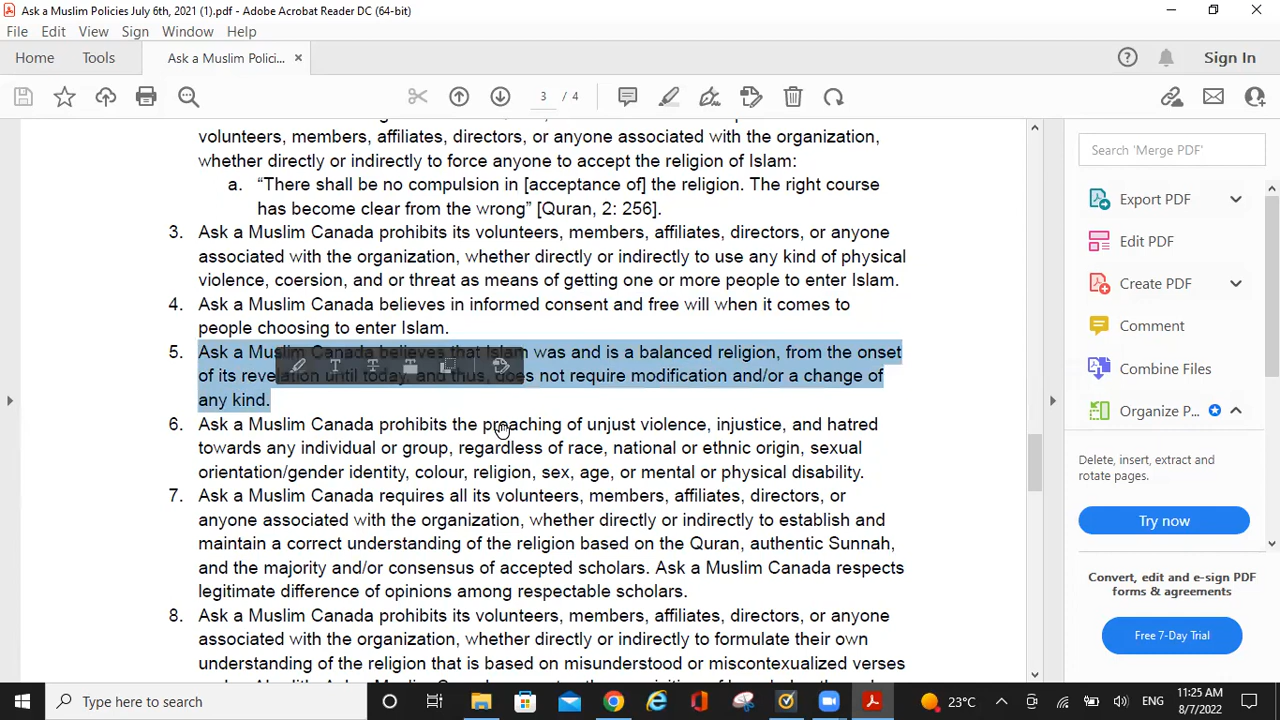 Ask a Muslim Policies July 6th, 2021 (1).pdf - Adobe Acrobat Reader DC (64-bit)
File Edit View Sign Window Help
Home Tools Ask a Muslim Polici... × Sign In
3 / 4
volunteers, members, affiliates, directors, or anyone associated with the organization,
whether directly or indirectly to force anyone to accept the religion of Islam:
a. “There shall be no compulsion in [acceptance of] the religion. The right course
has become clear from the wrong” [Quran, 2: 256].
3. Ask a Muslim Canada prohibits its volunteers, members, affiliates, directors, or anyone
associated with the organization, whether directly or indirectly to use any kind of physical
violence, coersion, and or threat as means of getting one or more people to enter Islam.
4. Ask a Muslim Canada believes in informed consent and free will when it comes to
people choosing to enter Islam.
5. Ask a Muslim Canada believes that Islam was and is a balanced religion, from the onset
of its revelation until today, and thus, does not require modification and/or a change of
any kind.
6. Ask a Muslim Canada prohibits the preaching of unjust violence, injustice, and hatred
towards any individual or group, regardless of race, national or ethnic origin, sexual
orientation/gender identity, colour, religion, sex, age, or mental or physical disability.
7. Ask a Muslim Canada requires all its volunteers, members, affiliates, directors, or
anyone associated with the organization, whether directly or indirectly to establish and
maintain a correct understanding of the religion based on the Quran, authentic Sunnah,
and the majority and/or consensus of accepted scholars. Ask a Muslim Canada respects
legitimate difference of opinions among respectable scholars.
8. Ask a Muslim Canada prohibits its volunteers, members, affiliates, directors, or anyone
associated with the organization, whether directly or indirectly to formulate their own
understanding of the religion that is based on misunderstood or miscontexualized verses
Search 'Merge PDF'
Export PDF
Edit PDF
Create PDF
Comment
Combine Files
Organize P...
Delete, insert, extract and
rotate pages.
Try now
Convert, edit and e-sign PDF
forms & agreements
Free 7-Day Trial
Type here to search
23°C
ENG
11:25 AM
8/7/2022